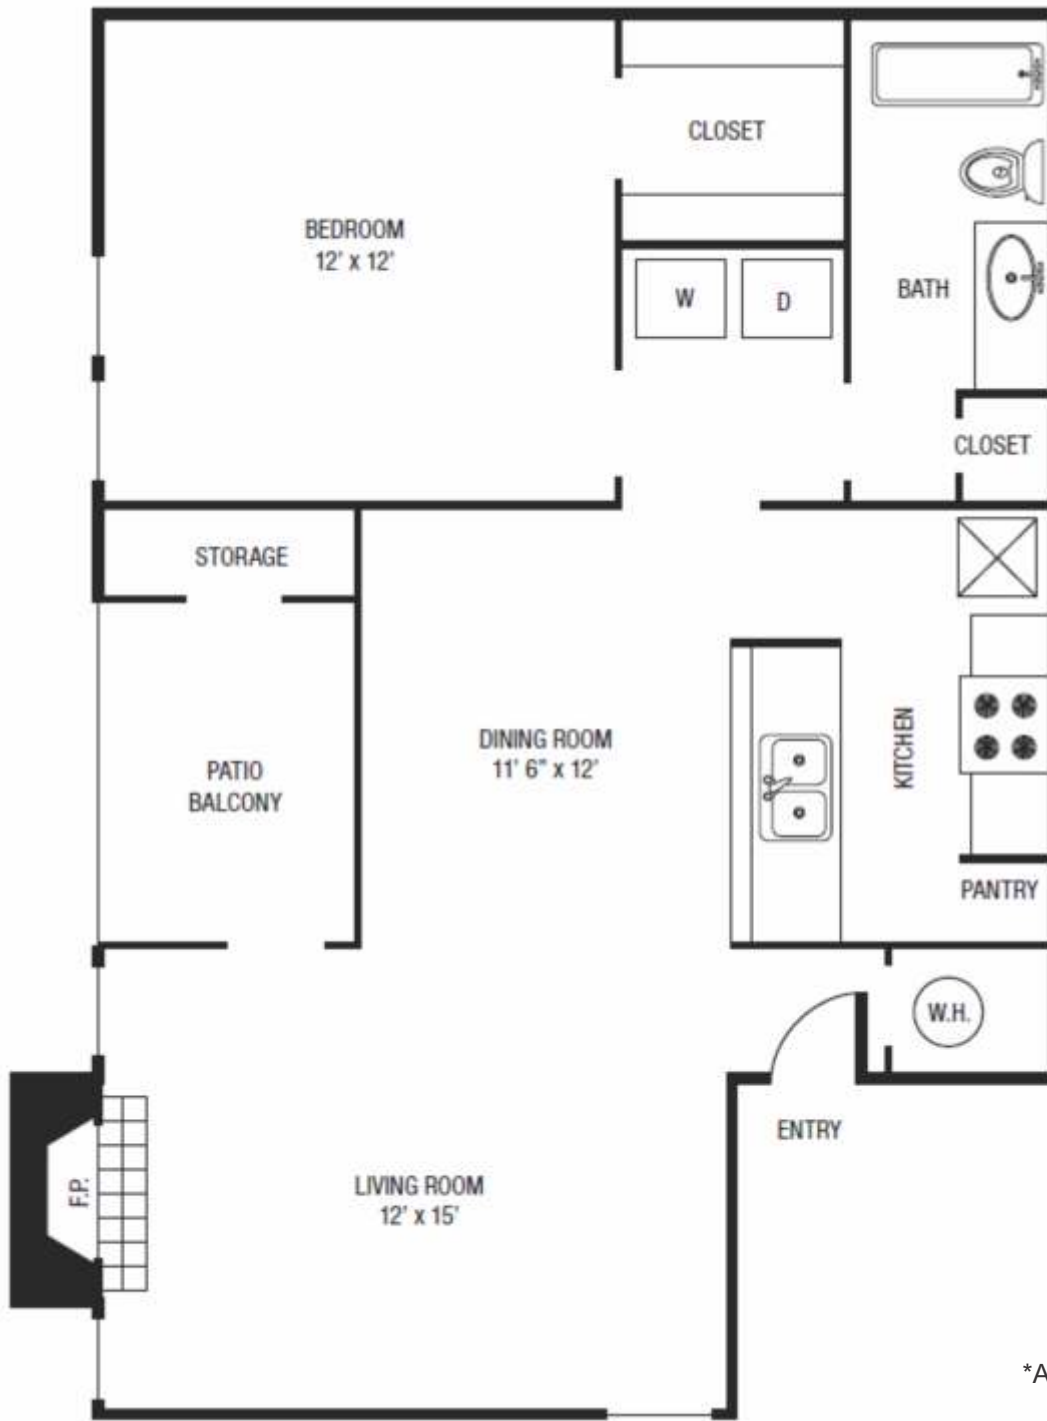 CLOSET
BEDROOM
12' x 12'
W
D
BATH
CLOSET
STORAGE
DINING ROOM
11' 6" x 12'
KITCHEN
PATIO
BALCONY
PANTRY
W.H.
ENTRY
F.P.
LIVING ROOM
12' x 15'
*A